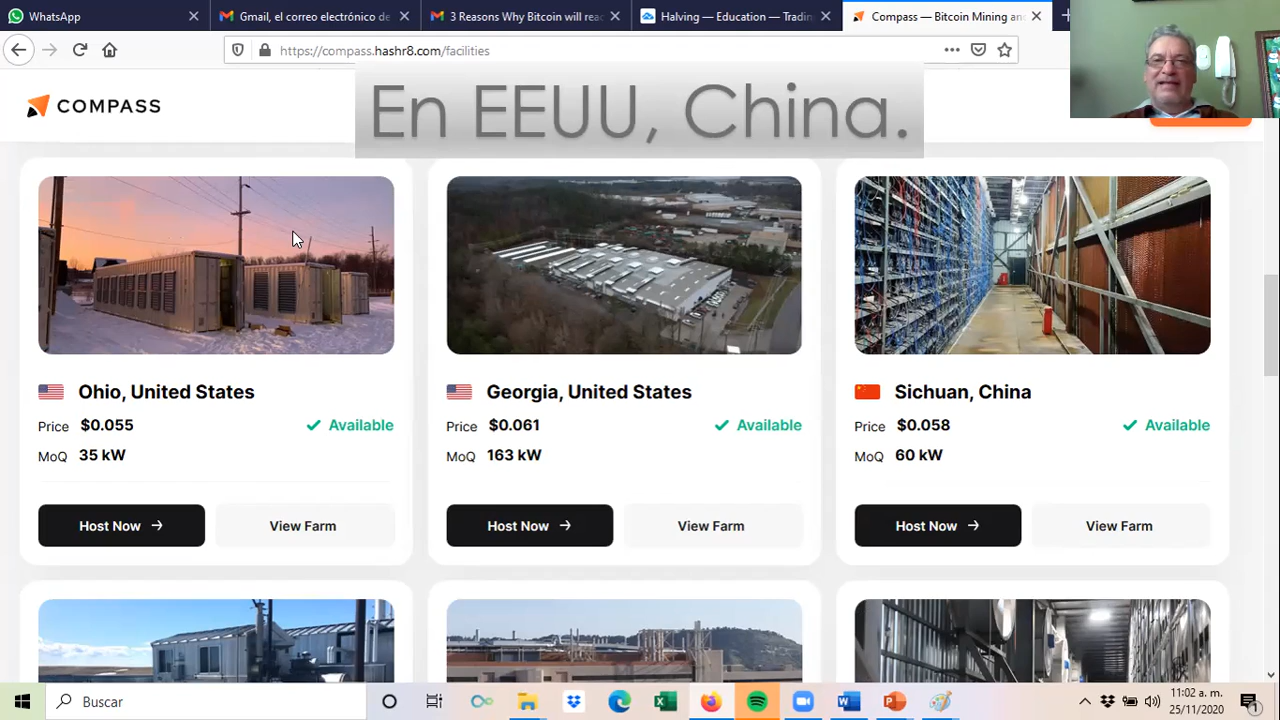 WhatsApp
Gmail, el correo electrónico de
3 Reasons Why Bitcoin will rea
Halving — Education — Tradin
Compass — Bitcoin Mining an
https://compass.hashr8.com/facilities
COMPASS
En EEUU, China.
Ohio, United States
Price $0.055
Available
MoQ 35 kW
Host Now →
View Farm
Georgia, United States
Price $0.061
Available
MoQ 163 kW
Host Now →
View Farm
Sichuan, China
Price $0.058
Available
MoQ 60 kW
Host Now →
View Farm
Buscar
11:02 a. m.
25/11/2020
1